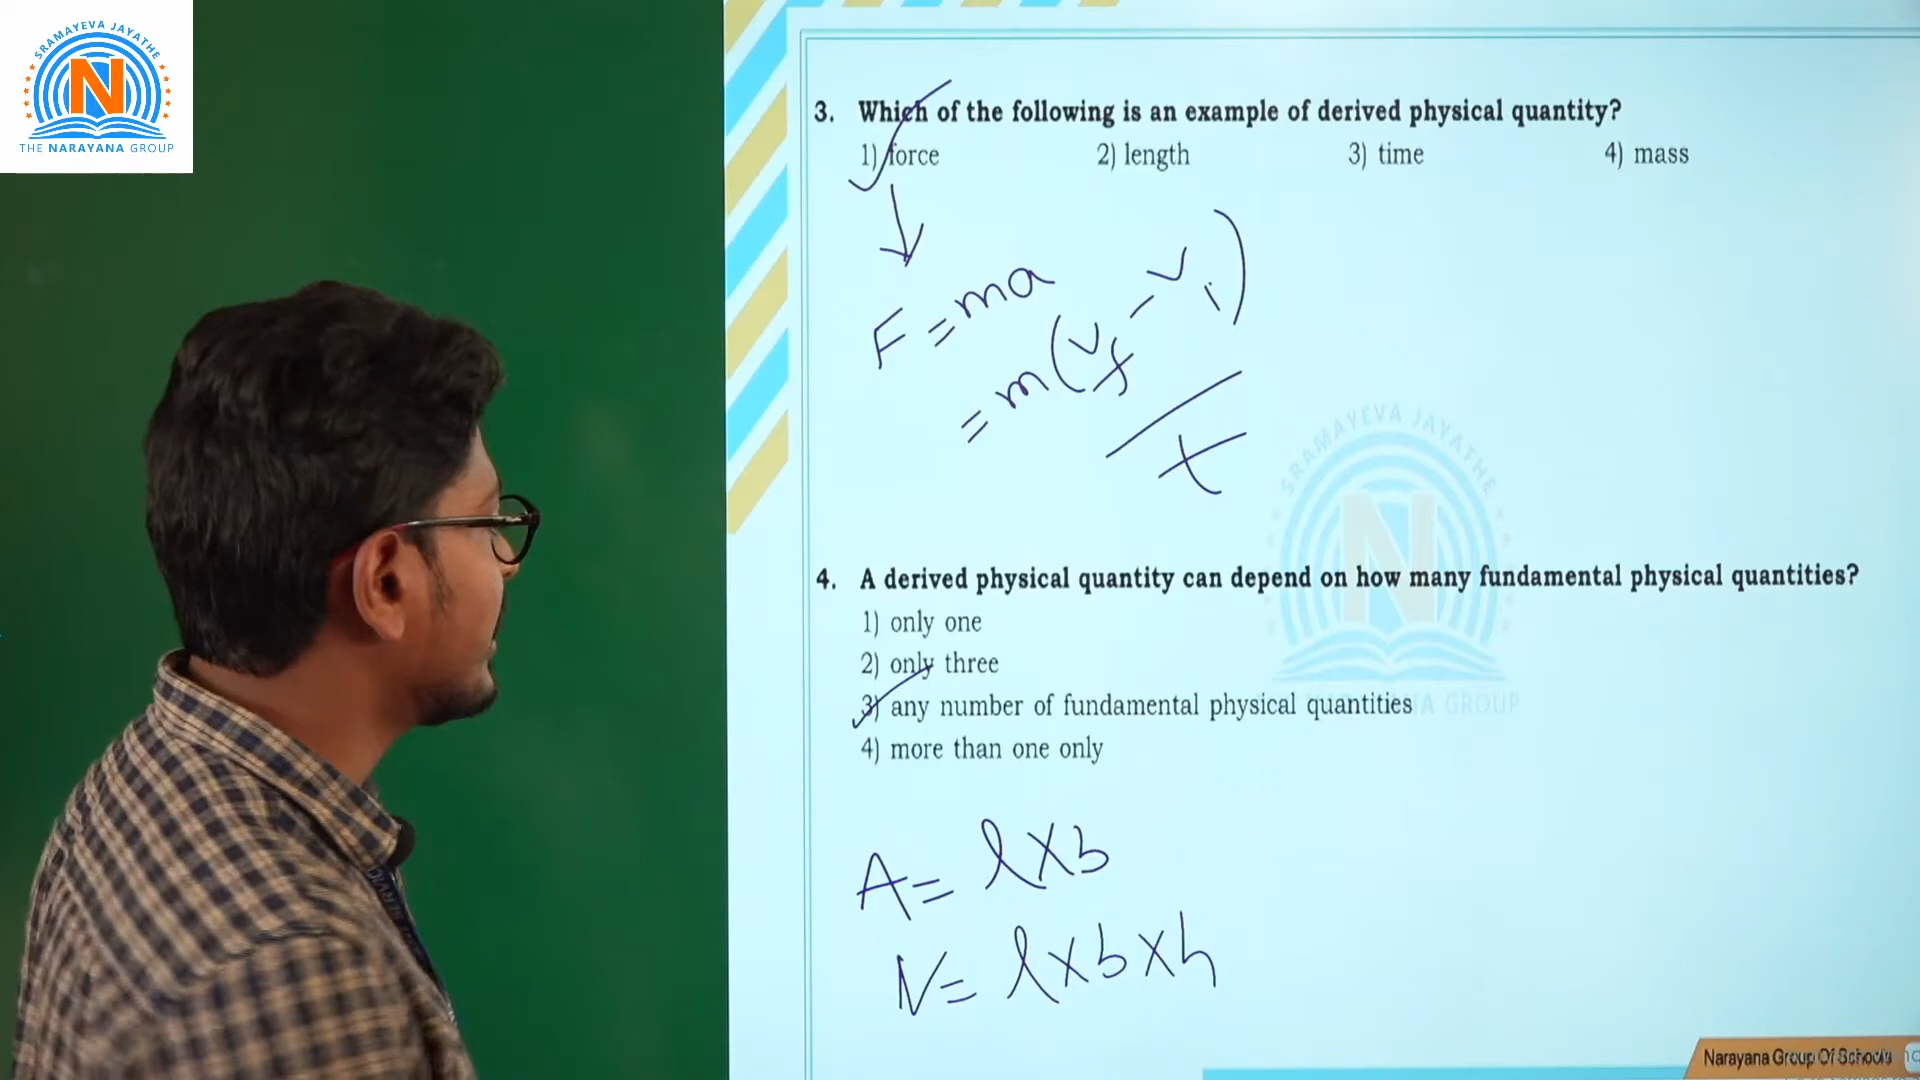 SRAMAYEVA JAYATHE
N
THE NARAYANA GROUP
3. Which of the following is an example of derived physical quantity?
1) force 2) length 3) time 4) mass
F = ma
= m(vf - vi)
t
SRAMAYEVA JAYATHE
N
4. A derived physical quantity can depend on how many fundamental physical quantities?
1) only one
2) only three
3) any number of fundamental physical quantities
A GROUP
4) more than one only
A = l×b
V = l×b×h
Narayana Group Of Schools